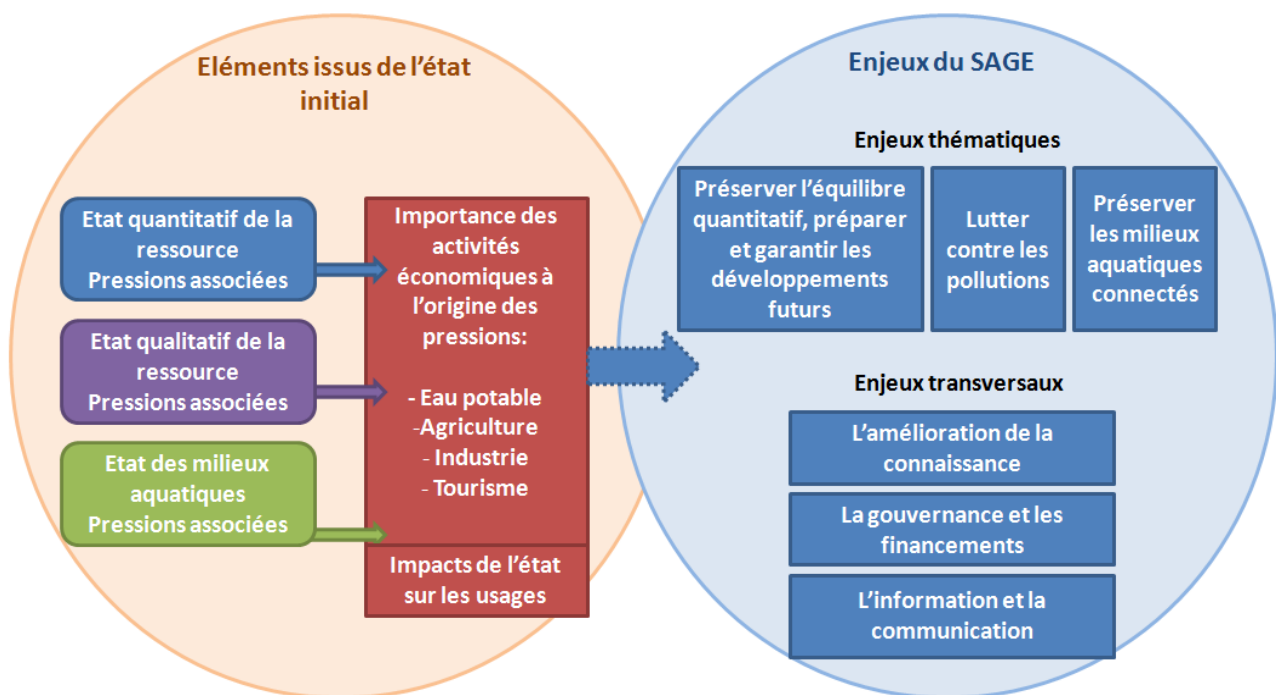 Eléments issus de l'état
initial
Etat quantitatif de la
ressource
Pressions associées
Etat qualitatif de la
ressource
Pressions associées
Etat des milieux
aquatiques
Pressions associées
Importance des
activités
économiques à
l'origine des
pressions:
- Eau potable
-Agriculture
- Industrie
- Tourisme
Impacts de l'état
sur les usages
Enjeux du SAGE
Enjeux thématiques
Préserver l'équilibre
quantitatif, préparer
et garantir les
développements
futurs
Lutter
contre les
pollutions
Préserver
les milieux
aquatiques
connectés
Enjeux transversaux
L'amélioration de la
connaissance
La gouvernance et les
financements
L'information et la
communication